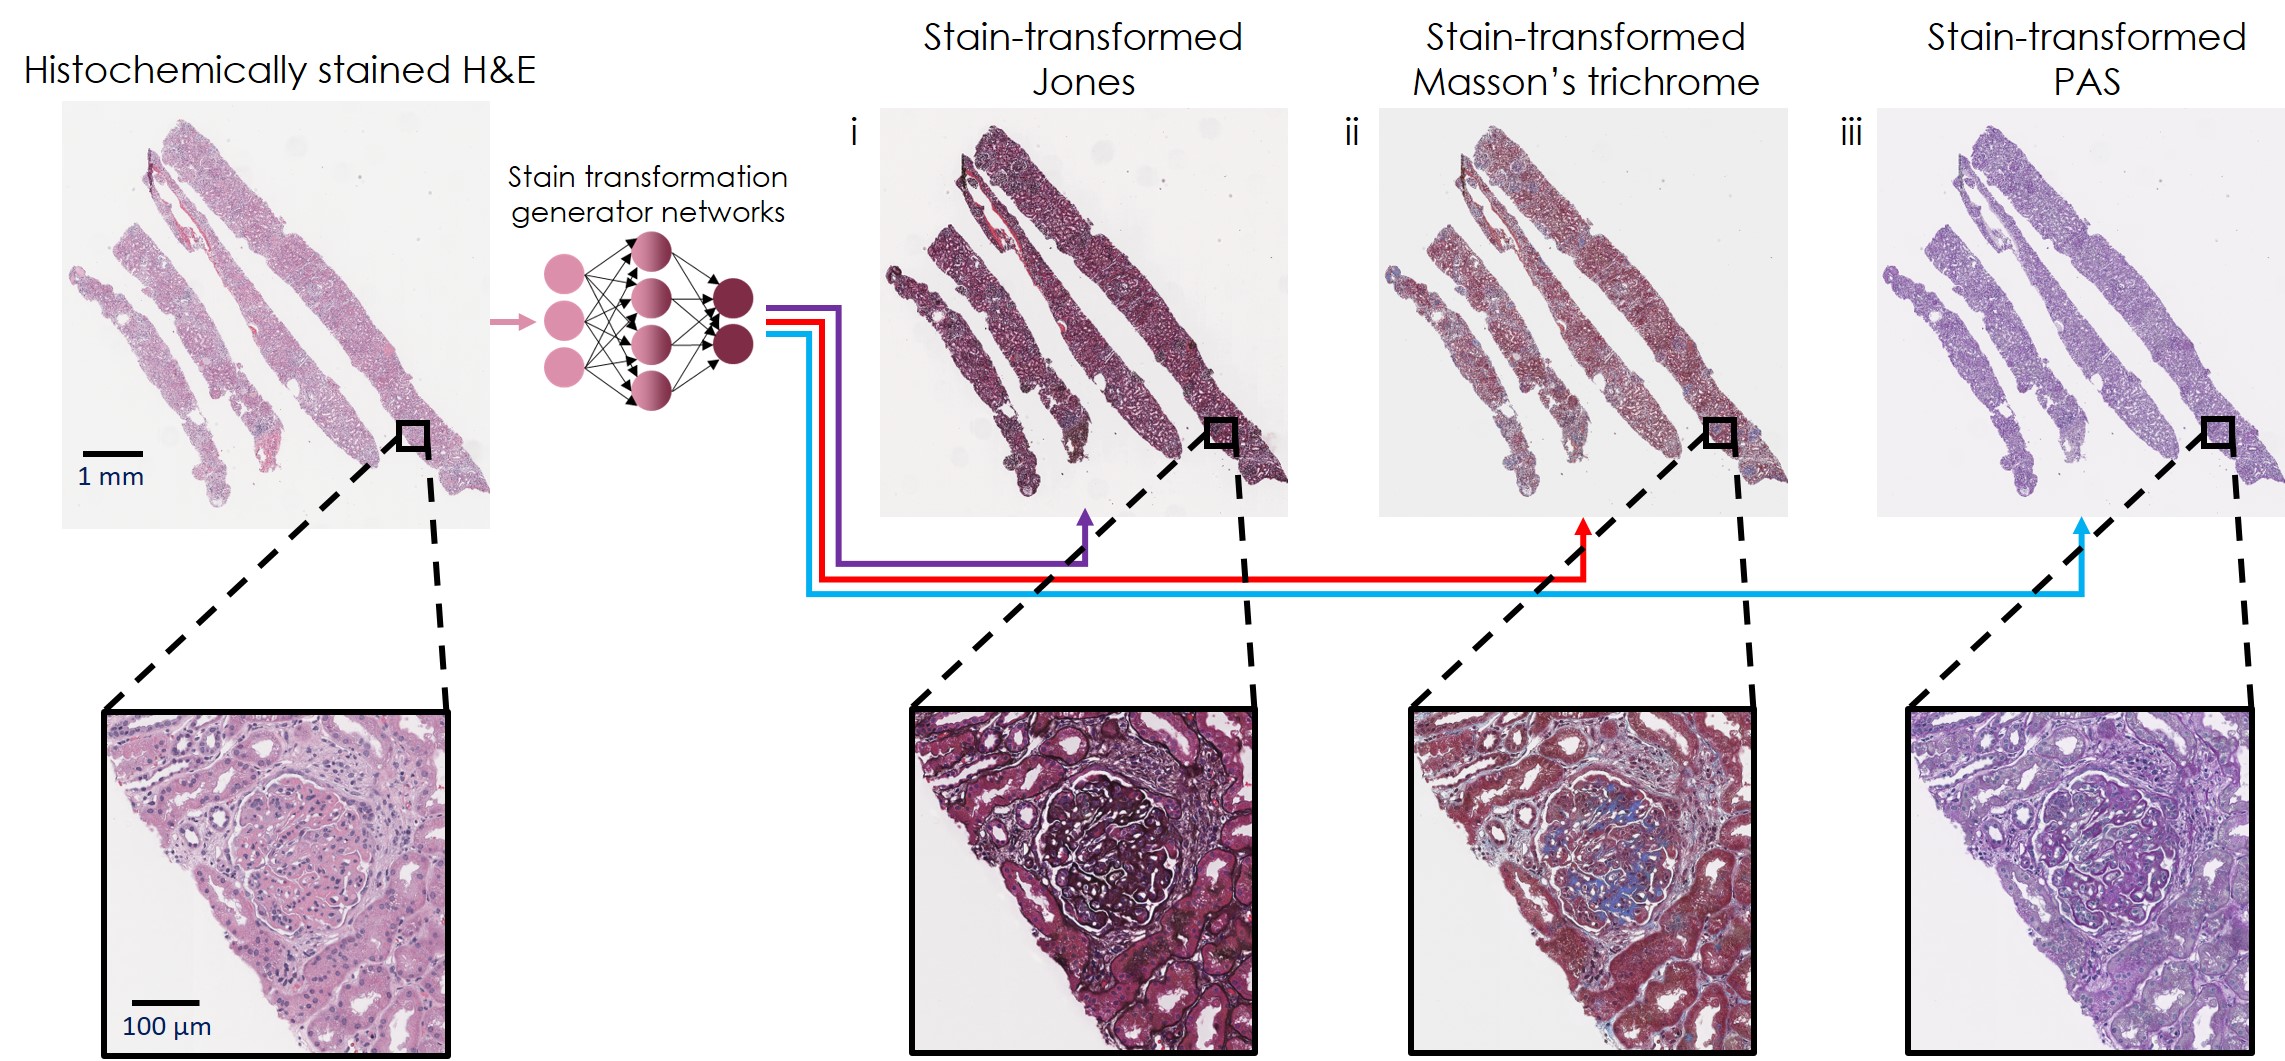 Histochemically stained H&E
Stain transformation
generator networks
Stain-transformed
Jones
Stain-transformed
Masson’s trichrome
Stain-transformed
PAS
i
ii
iii
1 mm
100 µm